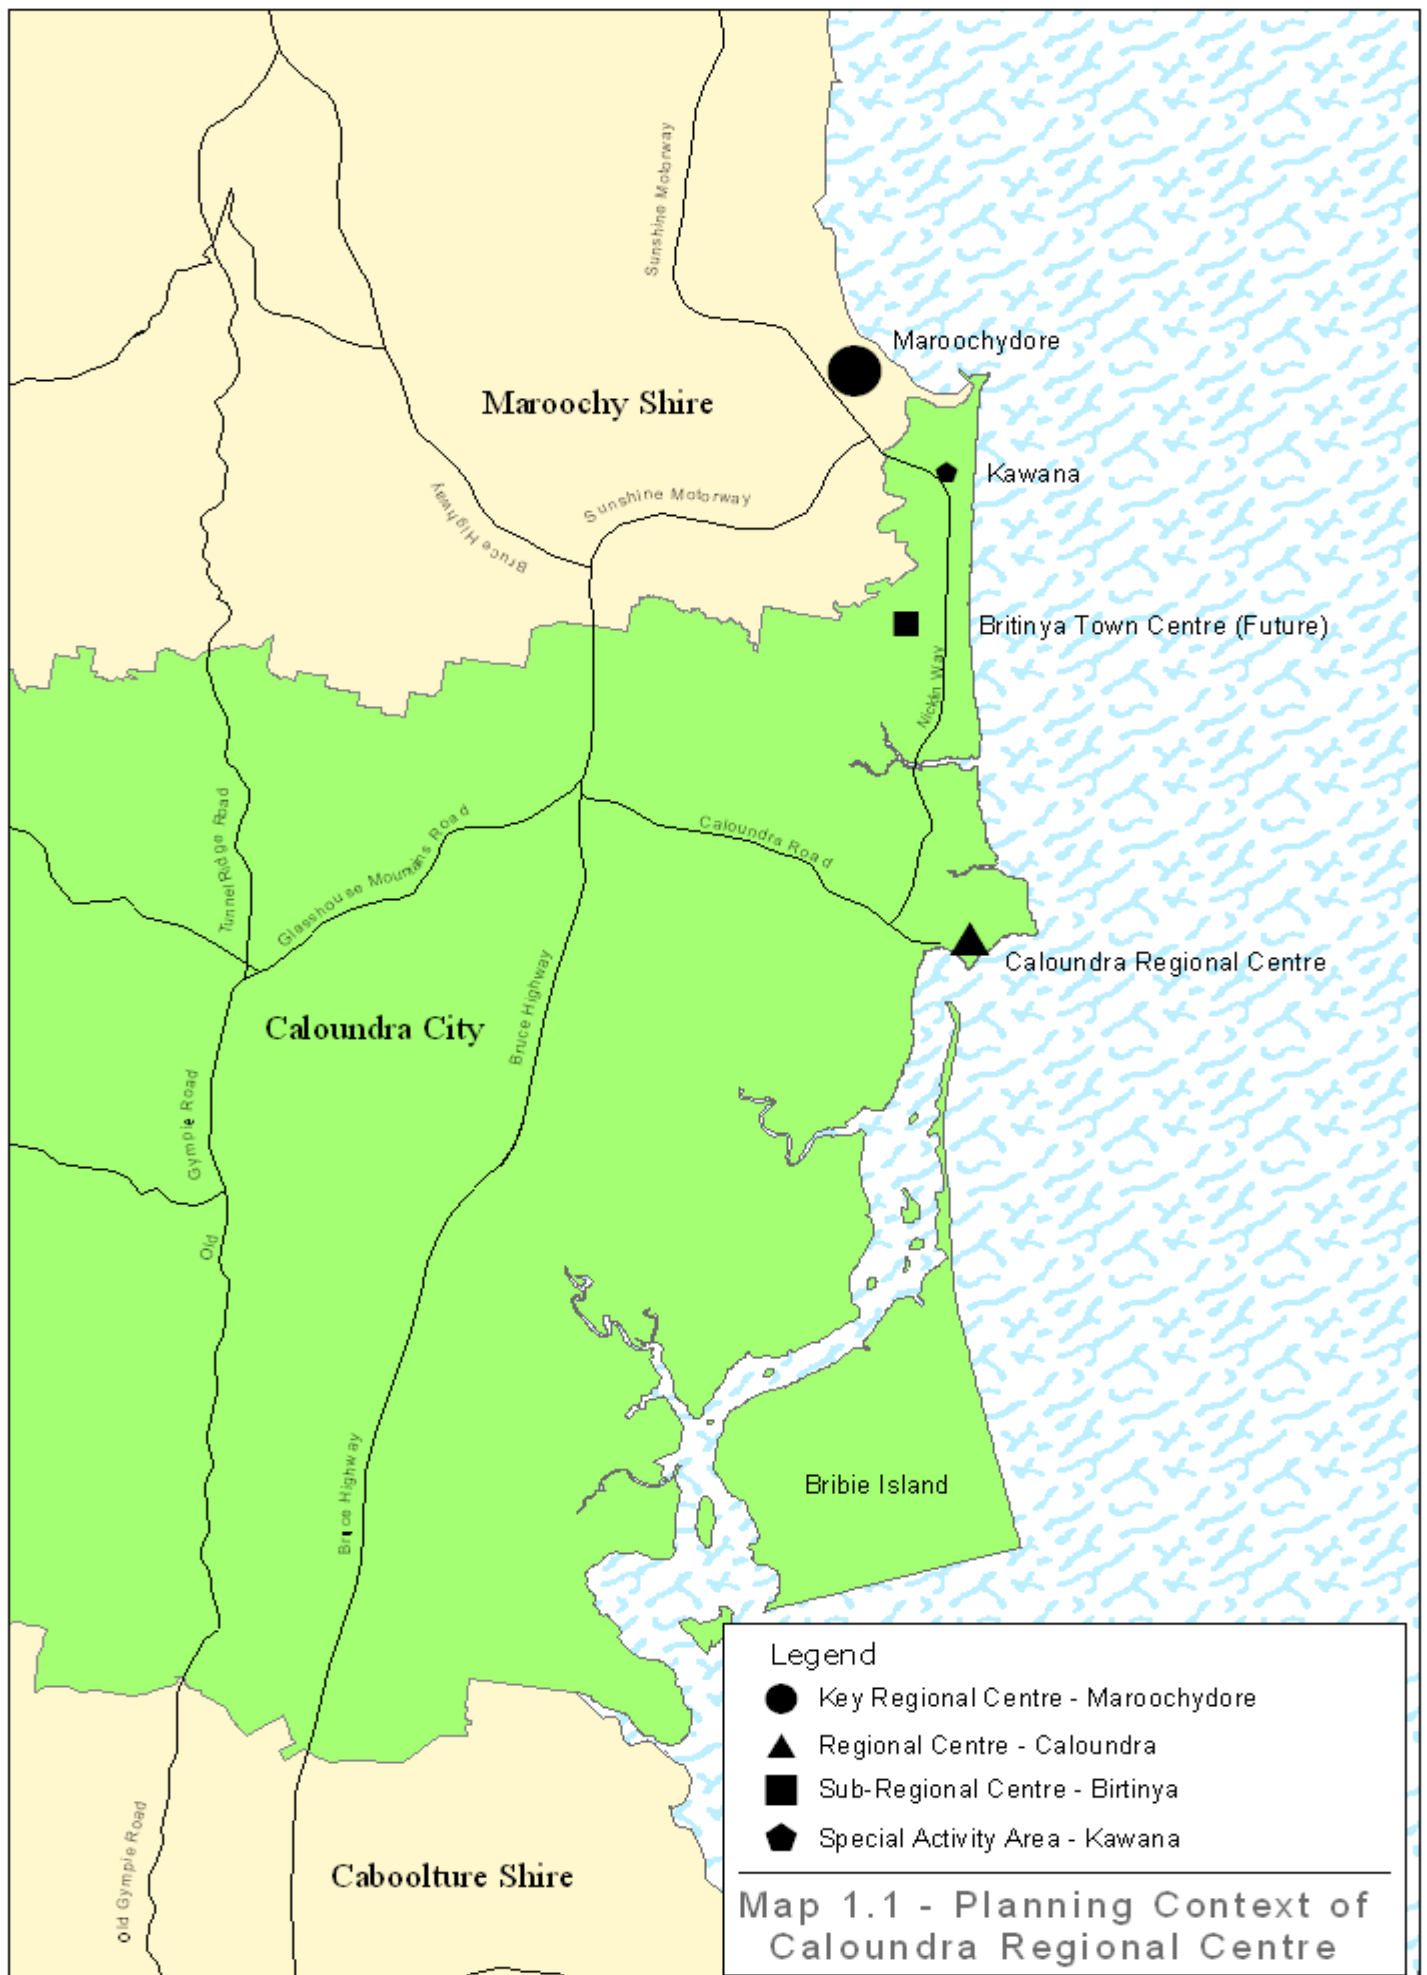 Sunshine Motorway
Maroochydore
Maroochy Shire
Kawana
Bruce Highway
Sunshine Motorway
Britinya Town Centre (Future)
Nicklin Way
Tunnel Ridge Road
Glasshouse Mountains Road
Caloundra Road
Caloundra Regional Centre
Caloundra City
Bruce Highway
Gympie Road
Old
Bruce Highway
Bribie Island
Old Gympie Road
Caboolture Shire
Legend
Key Regional Centre - Maroochydore
Regional Centre - Caloundra
Sub-Regional Centre - Birtinya
Special Activity Area - Kawana
Map 1.1 - Planning Context of
Caloundra Regional Centre